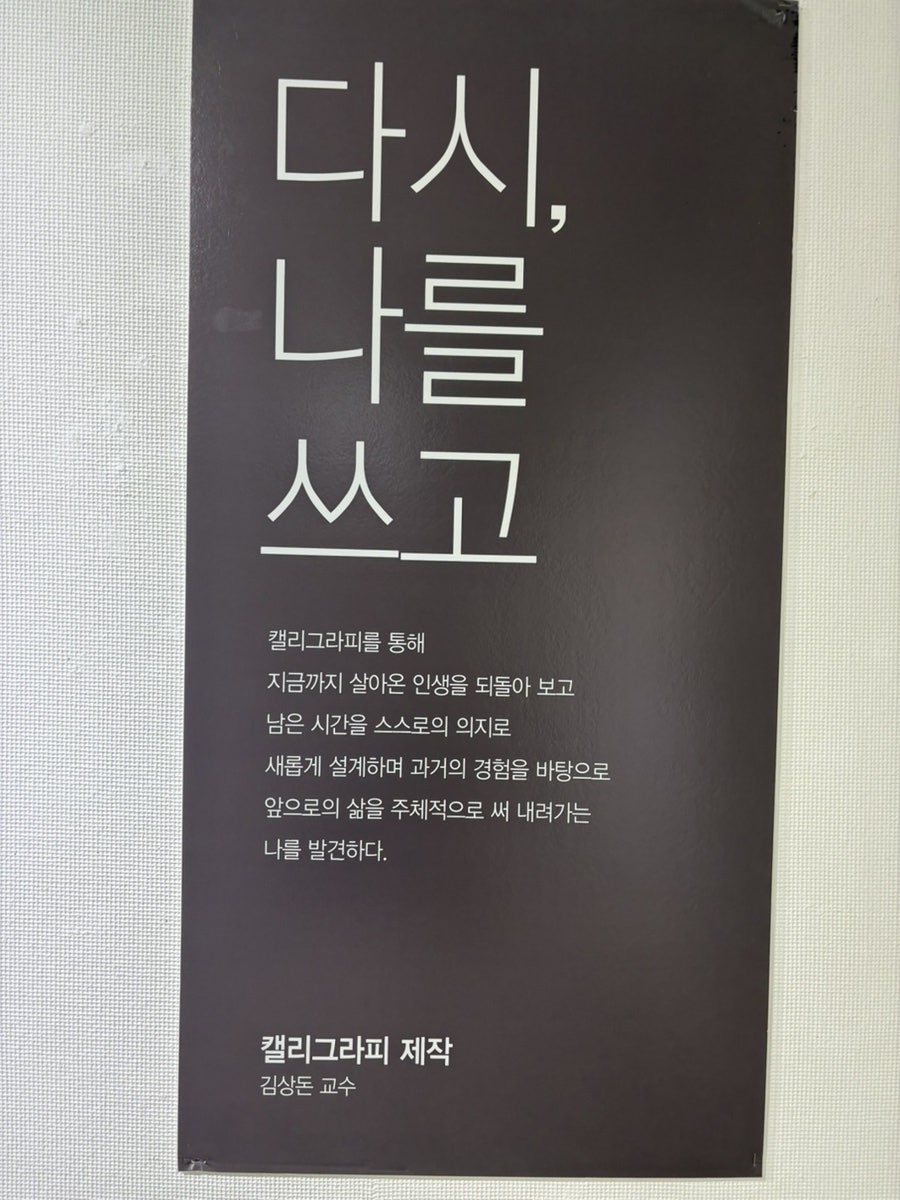 다시,
나를
쓰고
캘리그라피를 통해
지금까지 살아온 인생을 되돌아 보고
남은 시간을 스스로의 의지로
새롭게 설계하며 과거의 경험을 바탕으로
앞으로의 삶을 주체적으로 써 내려가는
나를 발견하다.
캘리그라피 제작
김상돈 교수